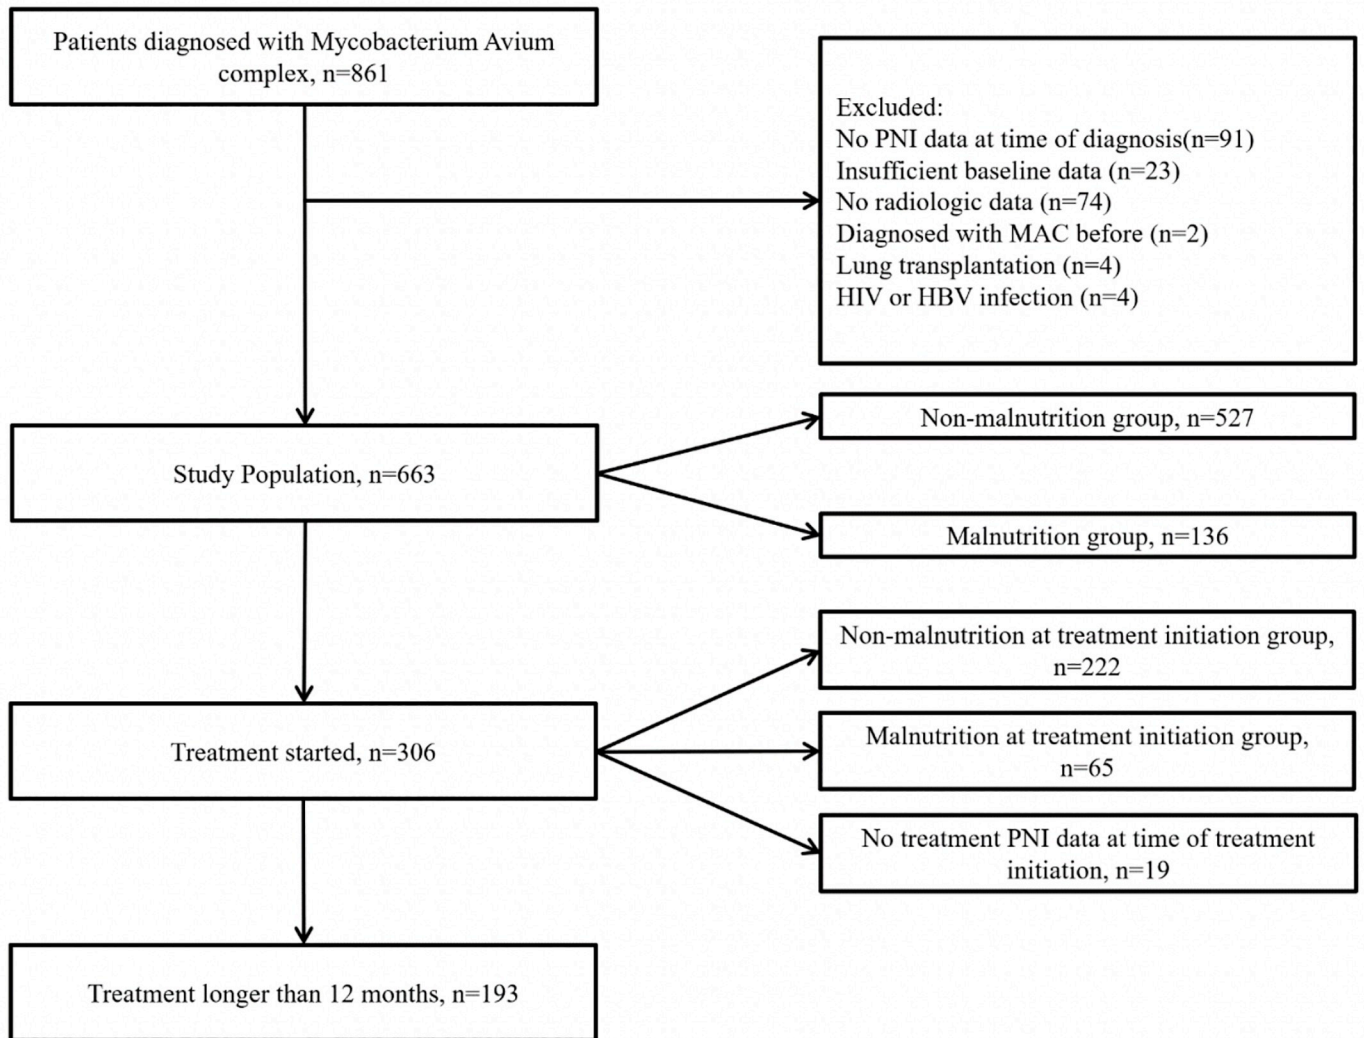 Patients diagnosed with Mycobacterium Avium
complex, n=861
Excluded:
No PNI data at time of diagnosis(n=91)
Insufficient baseline data (n=23)
No radiologic data (n=74)
Diagnosed with MAC before (n=2)
Lung transplantation (n=4)
HIV or HBV infection (n=4)
Study Population, n=663
Non-malnutrition group, n=527
Malnutrition group, n=136
Treatment started, n=306
Non-malnutrition at treatment initiation group,
n=222
Malnutrition at treatment initiation group,
n=65
No treatment PNI data at time of treatment
initiation, n=19
Treatment longer than 12 months, n=193